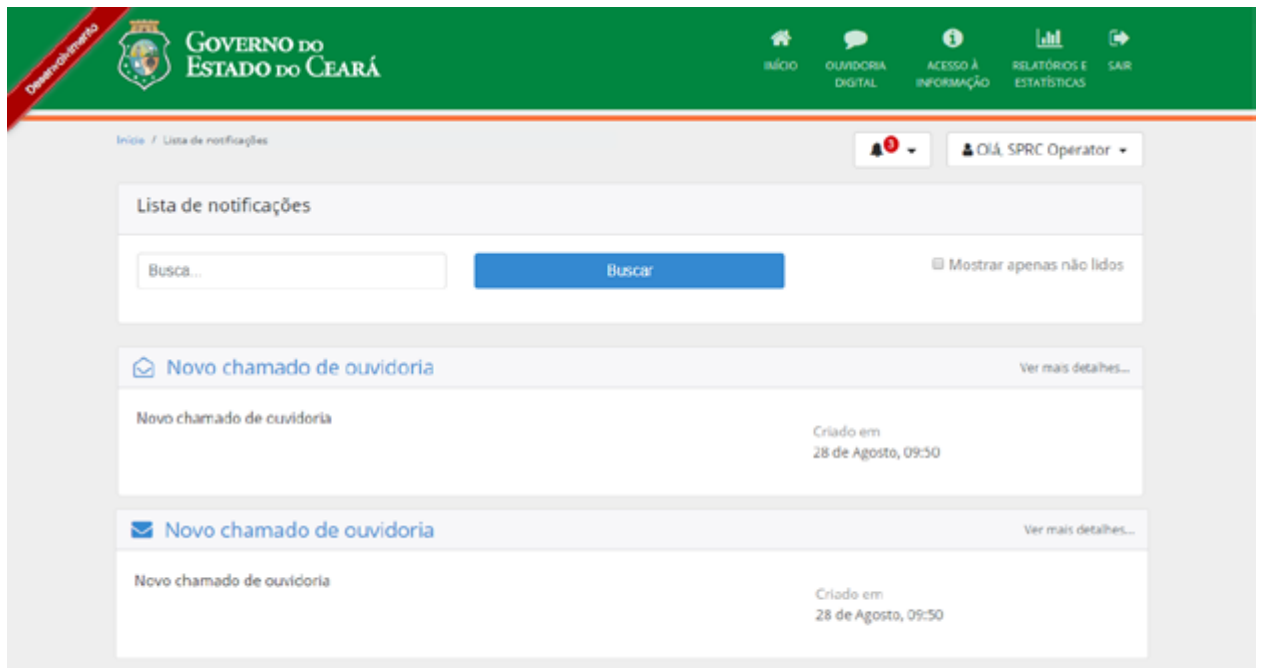 Desenvolvimento
GOVERNO DO
ESTADO DO CEARÁ
INÍCIO
OUVIDORIA
DIGITAL
ACESSO À
INFORMAÇÃO
RELATÓRIOS E
ESTATÍSTICAS
SAIR
Início / Lista de notificações
3
Olá, SPRC Operator
Lista de notificações
Busca...
Buscar
Mostrar apenas não lidos
Novo chamado de ouvidoria
Ver mais detalhes...
Novo chamado de ouvidoria
Criado em
28 de Agosto, 09:50
Novo chamado de ouvidoria
Ver mais detalhes...
Novo chamado de ouvidoria
Criado em
28 de Agosto, 09:50